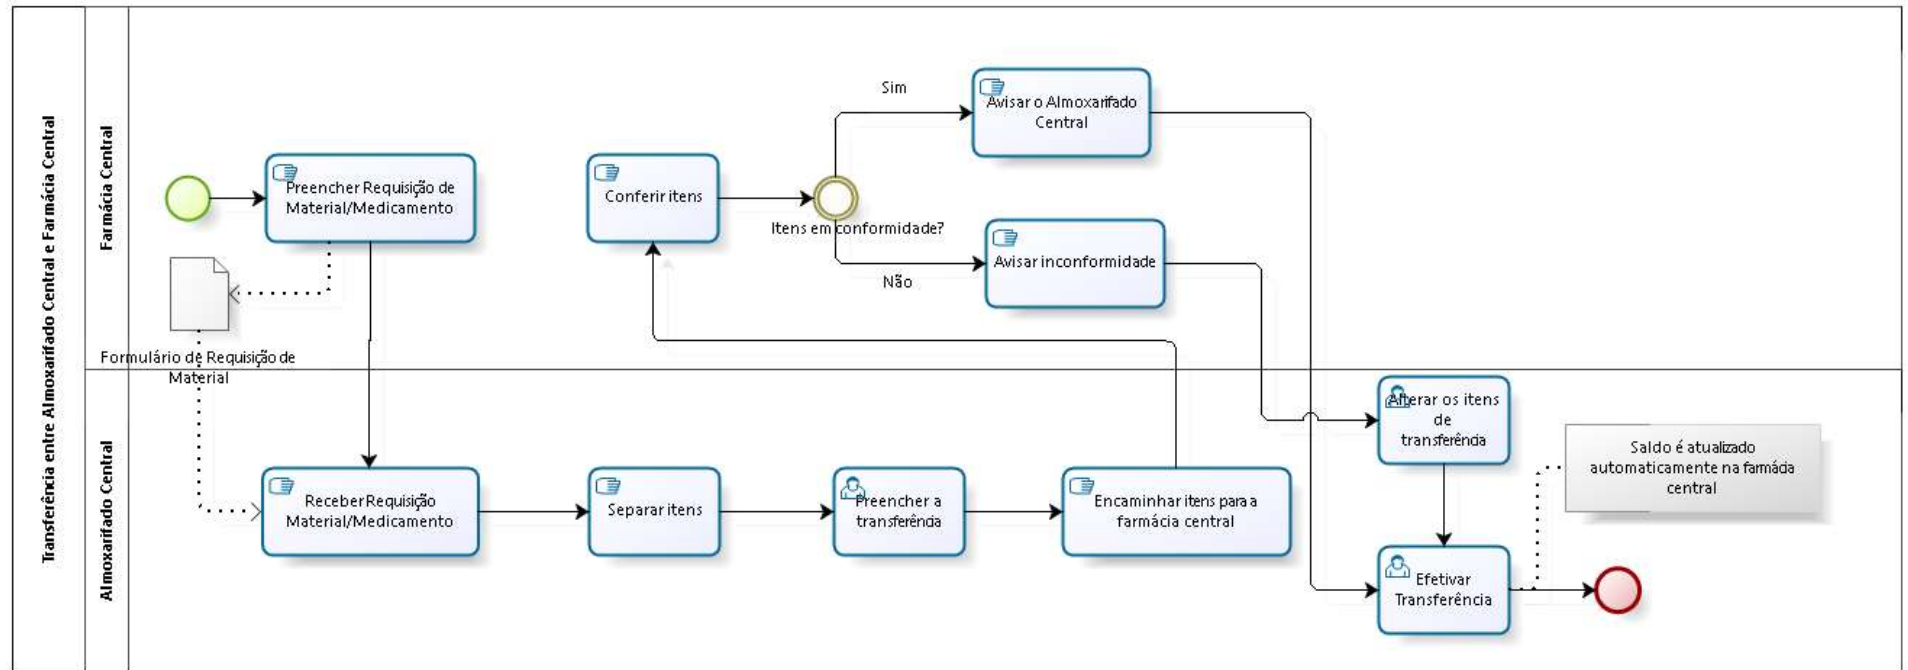 Transferência entre Almoxarifado Central e Farmácia Central
Farmácia Central
Preencher Requisição de
Material/Medicamento
Formulário de Requisição de
Material
Conferir itens
Itens em conformidade?
Sim
Não
Avisar o Almoxarifado
Central
Avisar inconformidade
Almoxarifado Central
Receber Requisição
Material/Medicamento
Separar itens
Preencher a
transferência
Encaminhar itens para a
farmácia central
Alterar os itens
de
transferência
Efetivar
Transferência
Saldo é atualizado
automaticamente na farmácia
central